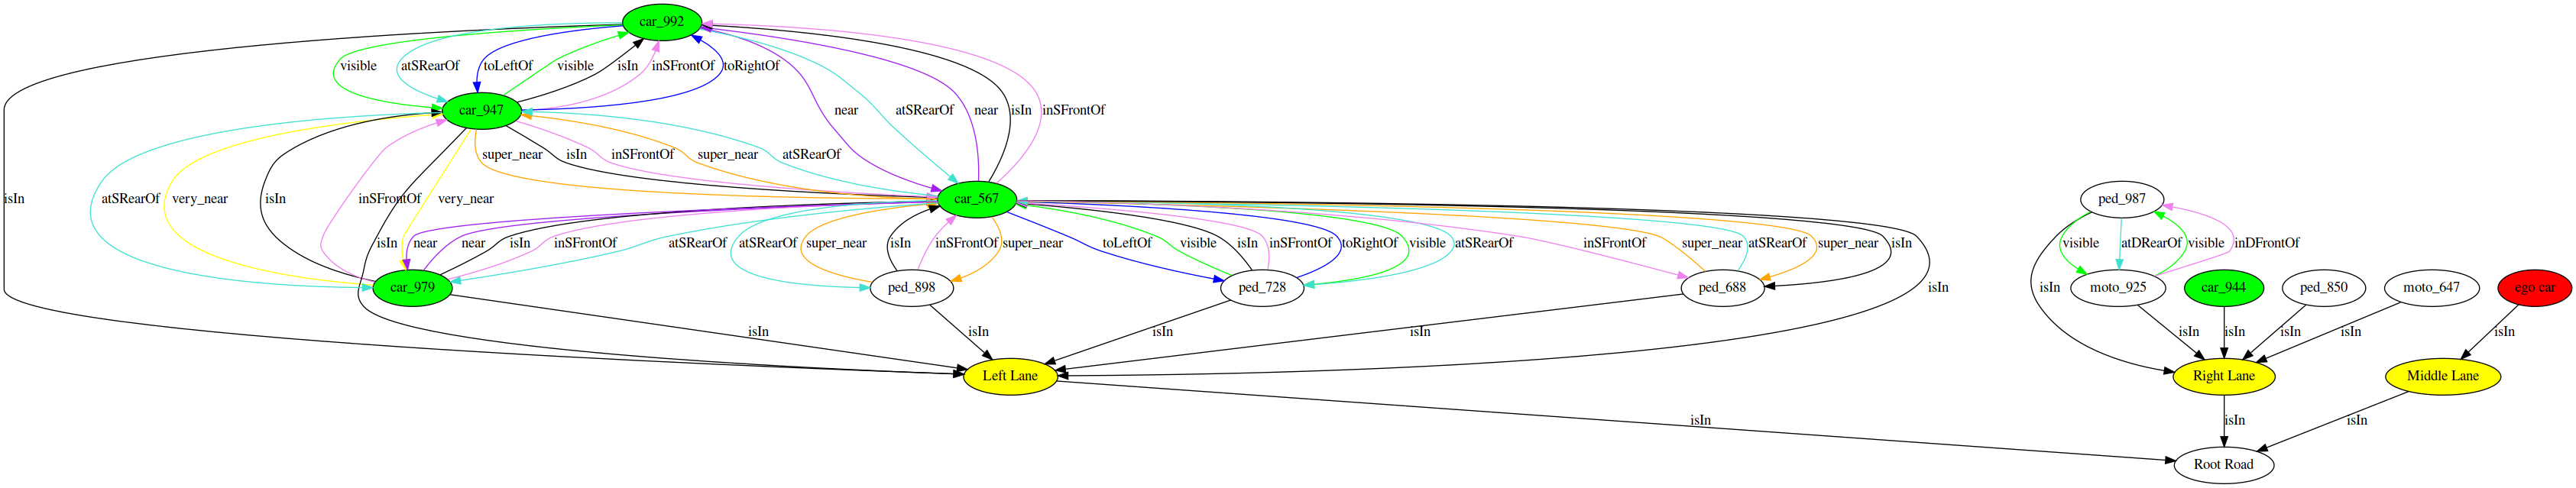 car_992
visible
atSRearOf
toLeftOf
visible
isIn
inSFrontOf
toRightOf
car_947
near
atSRearOf
near
isIn
inSFrontOf
super_near
isIn
inSFrontOf
super_near
atSRearOf
isIn
atSRearOf
very_near
isIn
inSFrontOf
very_near
car_567
ped_987
isIn
near
near
isIn
inSFrontOf
atSRearOf
atSRearOf
super_near
isIn
inSFrontOf
super_near
toLeftOf
visible
isIn
inSFrontOf
toRightOf
visible
atSRearOf
inSFrontOf
super_near
atSRearOf
super_near
isIn
visible
atDRearOf
visible
inDFrontOf
car_979
ped_898
ped_728
ped_688
isIn
isIn
moto_925
car_944
ped_850
moto_647
ego car
isIn
isIn
isIn
isIn
isIn
isIn
isIn
isIn
isIn
Left Lane
Right Lane
Middle Lane
isIn
isIn
isIn
Root Road